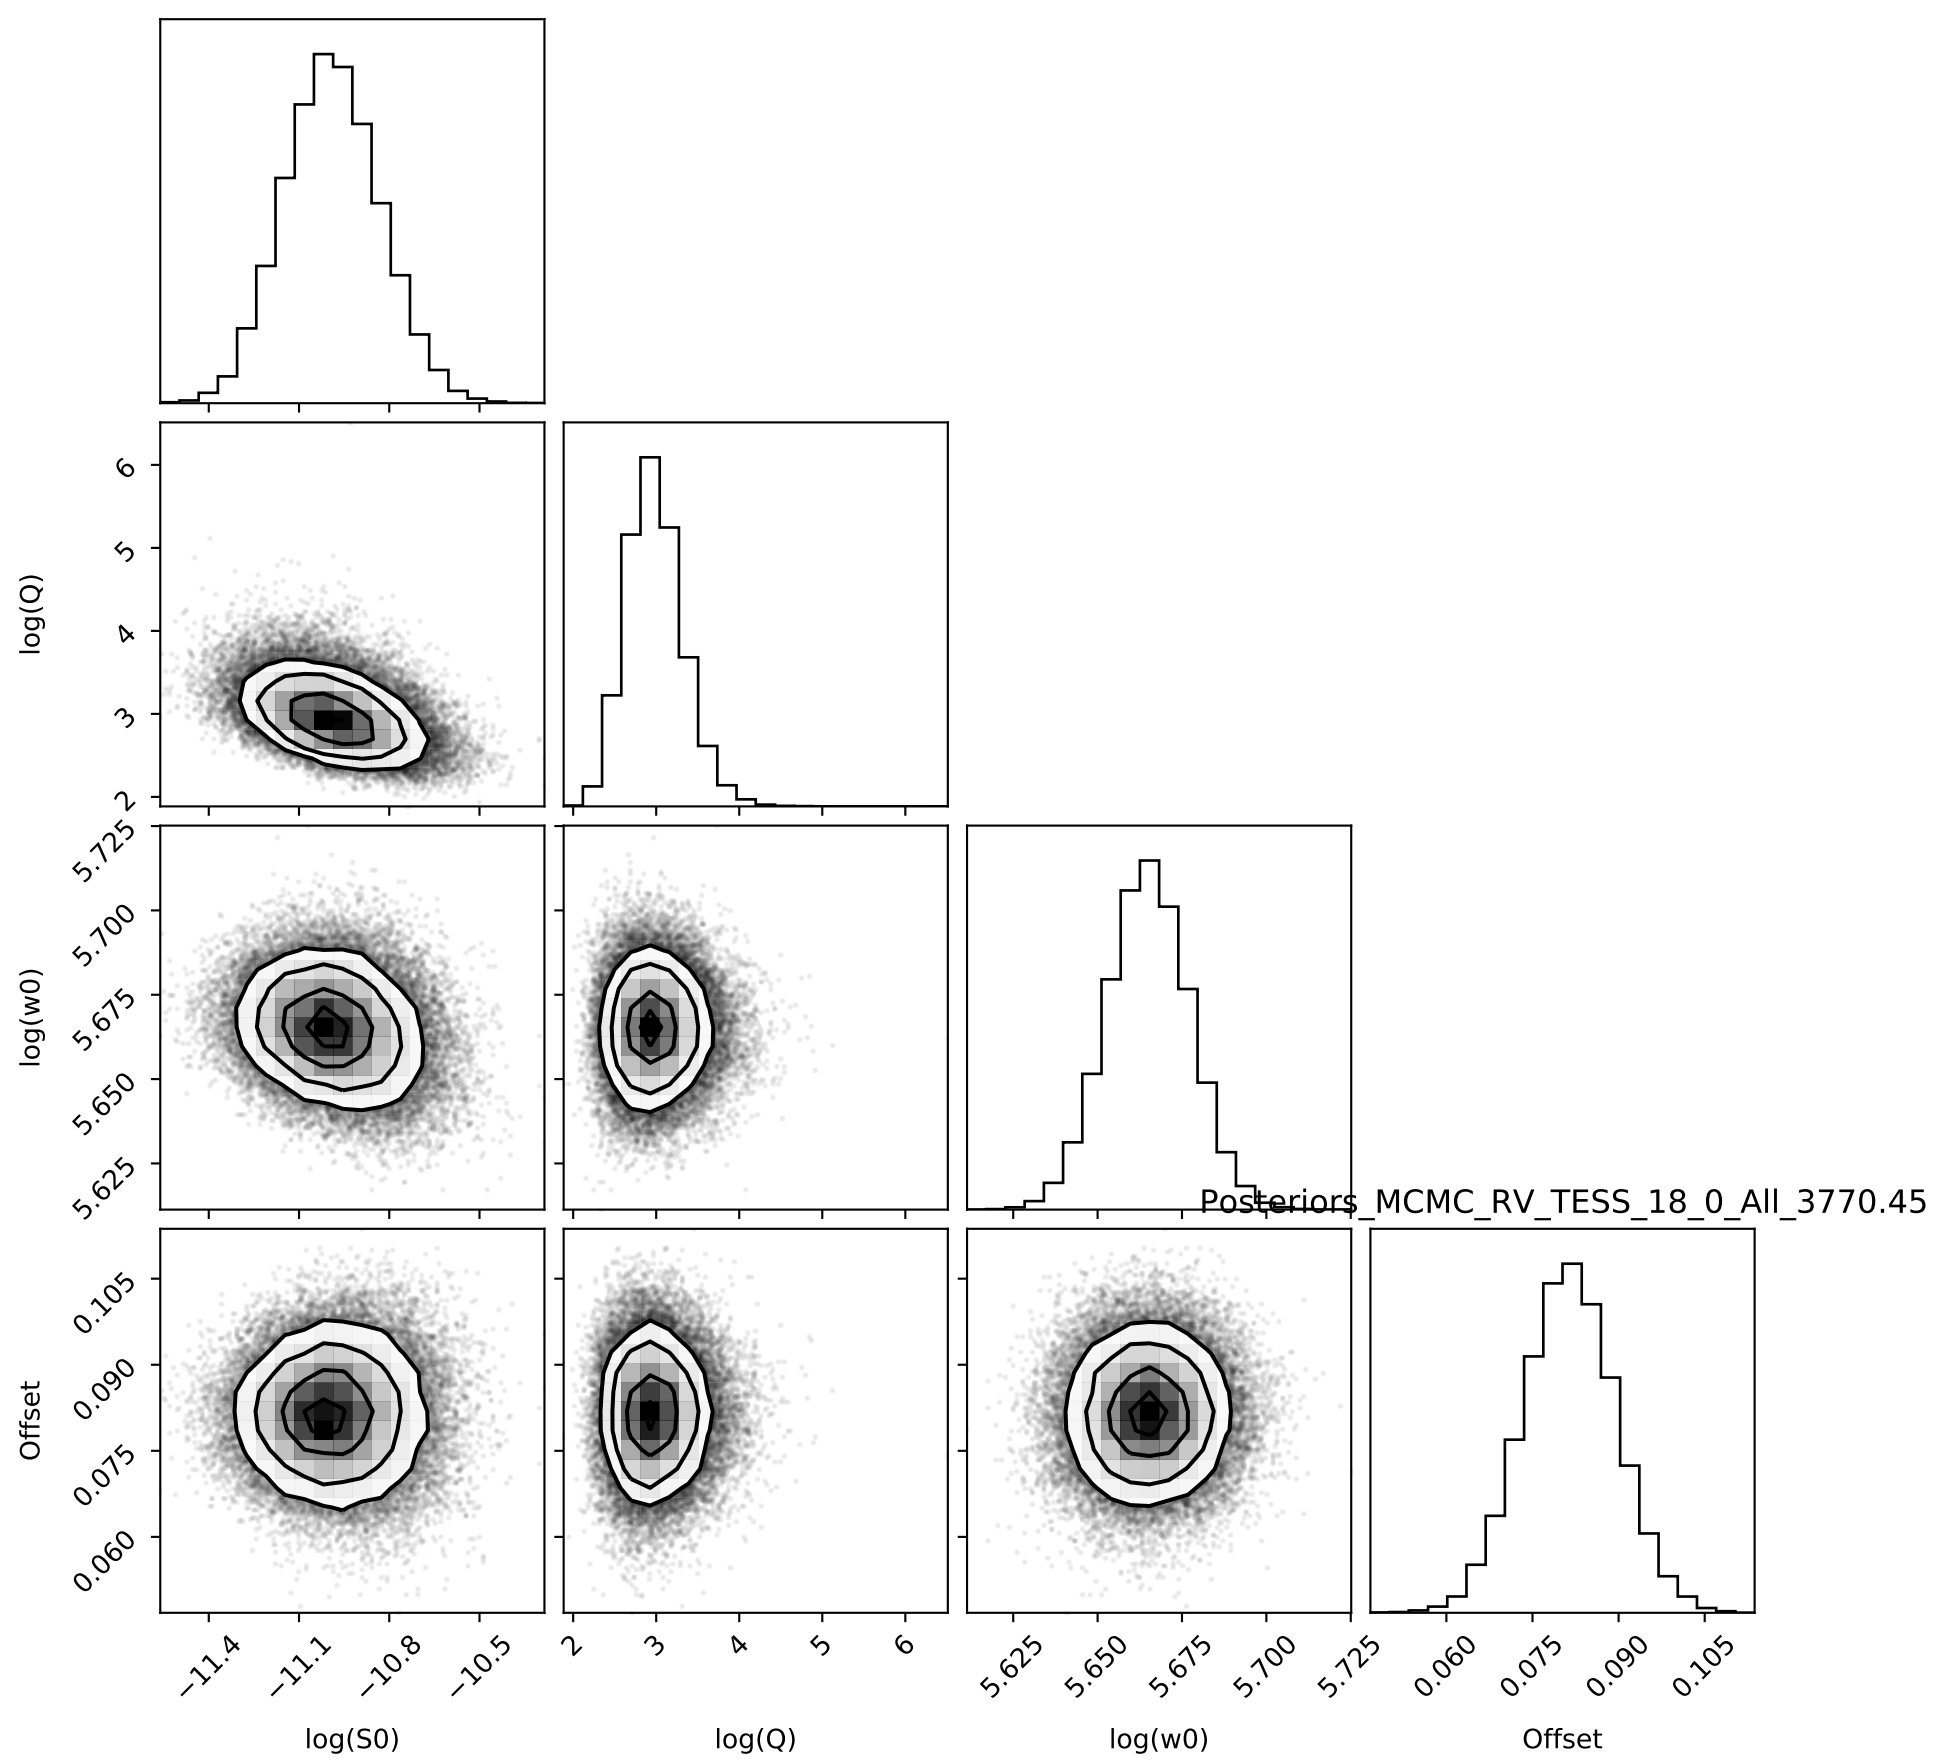 log(Q)
6
5
4
3
2
log(w0)
5.725
5.700
5.675
5.650
5.625
Posteriors_MCMC_RV_TESS_18_0_All_3770.45
Offset
0.105
0.090
0.075
0.060
−11.4 −11.1 −10.8 −10.5
2 3 4 5 6
5.625 5.650 5.675 5.700 5.725
0.060 0.075 0.090 0.105
log(S0) log(Q) log(w0) Offset